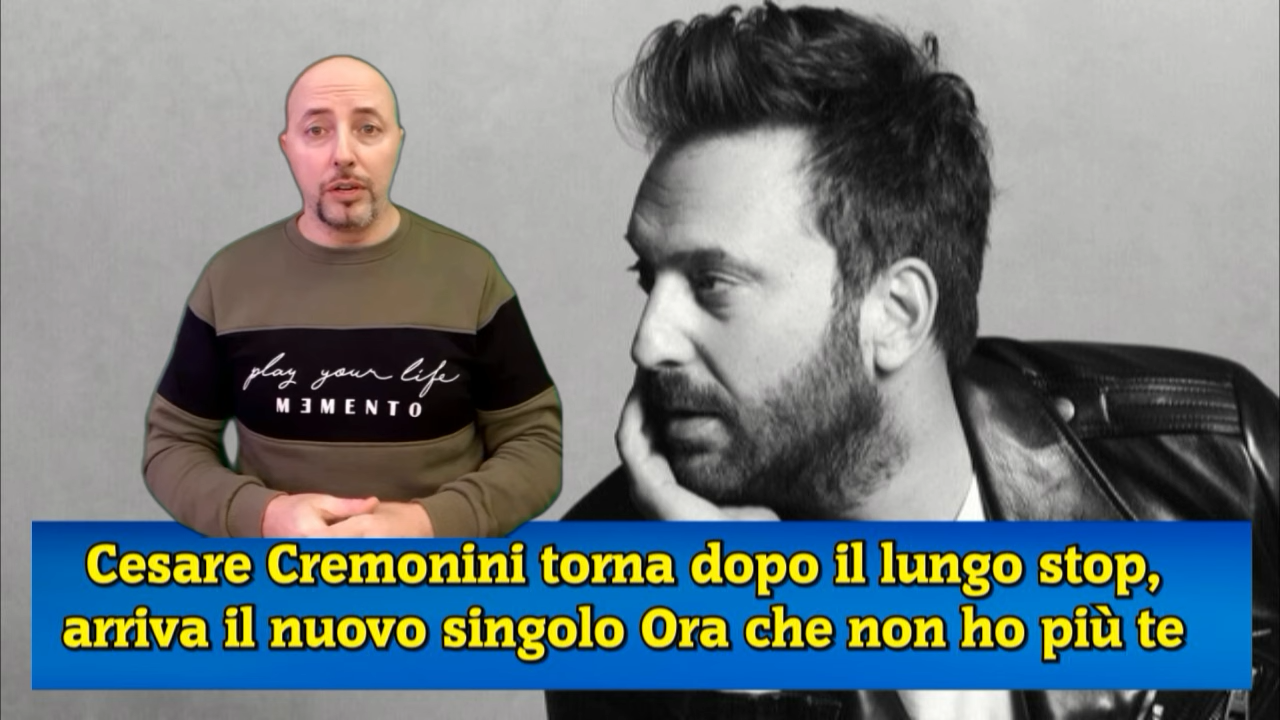 play your life
MƎMENTO
Cesare Cremonini torna dopo il lungo stop,
arriva il nuovo singolo Ora che non ho più te